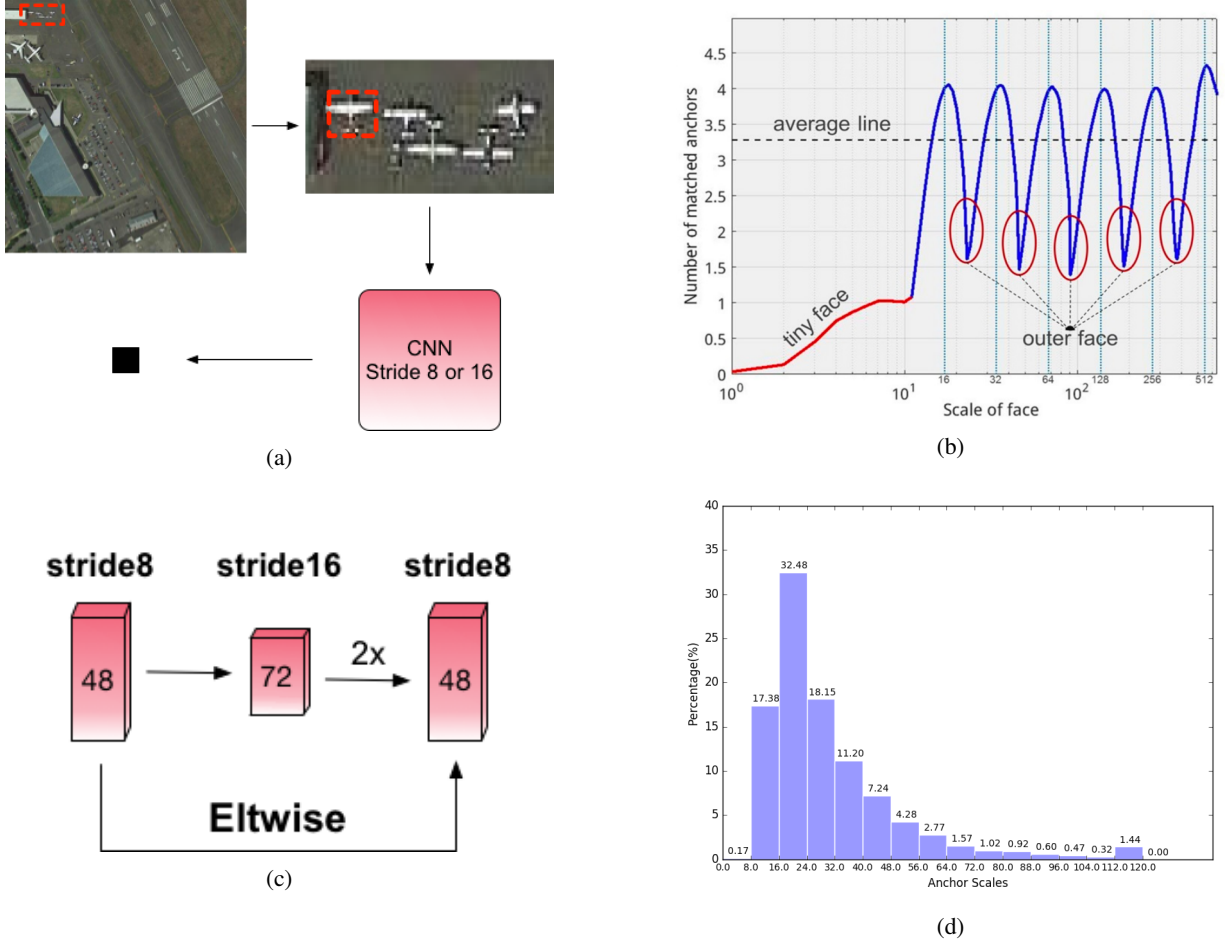 CNN
Stride 8 or 16
(a)
4.5
4
3.5
3
2.5
2
1.5
1
0.5
0
Number of matched anchors
average line
tiny face
outer face
16
32
64
128
256
512
10^0
10^1
10^2
Scale of face
(b)
stride8
stride16
stride8
48
72
2x
48
Eltwise
(c)
40
35
30
25
20
15
10
5
0
Percentage(%)
0.17
17.38
32.48
18.15
11.20
7.24
4.28
2.77
1.57
1.02
0.92
0.60
0.47
0.32
1.44
0.00
0.0 8.0 16.0 24.0 32.0 40.0 48.0 56.0 64.0 72.0 80.0 88.0 96.0 104.0 112.0 120.0
Anchor Scales
(d)